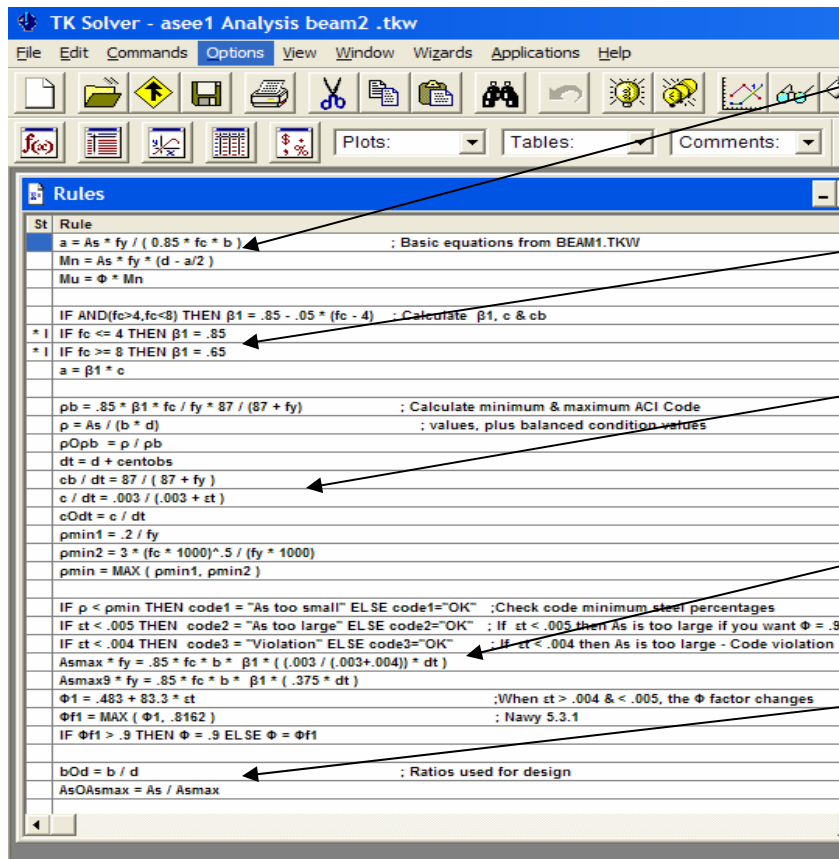 TK Solver - asee1 Analysis beam2 .tkw
File Edit Commands Options View Window Wizards Applications Help
f(x) Plots: Tables: Comments:
Rules
St Rule
a = As * fy / ( 0.85 * fc * b ) ; Basic equations from BEAM1.TKW
Mn = As * fy * (d - a/2 )
Mu = Φ * Mn
IF AND(fc>4,fc<8) THEN β1 = .85 - .05 * (fc - 4) ; Calculate β1, c & cb
* I IF fc <= 4 THEN β1 = .85
* I IF fc >= 8 THEN β1 = .65
a = β1 * c
ρb = .85 * β1 * fc / fy * 87 / (87 + fy) ; Calculate minimum & maximum ACI Code
ρ = As / (b * d) ; values, plus balanced condition values
ρOρb = ρ / ρb
dt = d + centobs
cb / dt = 87 / ( 87 + fy )
c / dt = .003 / (.003 + εt )
cOdt = c / dt
ρmin1 = .2 / fy
ρmin2 = 3 * (fc * 1000)^.5 / (fy * 1000)
ρmin = MAX ( ρmin1, ρmin2 )
IF ρ < ρmin THEN code1 = "As too small" ELSE code1="OK" ;Check code minimum steel percentages
IF εt < .005 THEN code2 = "As too large" ELSE code2="OK" ; If εt < .005 then As is too large if you want Φ = .9
IF εt < .004 THEN code3 = "Violation" ELSE code3="OK" ; If εt < .004 then As is too large - Code violation
Asmax * fy = .85 * fc * b * β1 * ( (.003 / (.003+.004)) * dt )
Asmax9 * fy = .85 * fc * b * β1 * ( .375 * dt )
Φ1 = .483 + 83.3 * εt ;When εt > .004 & < .005, the Φ factor changes
Φf1 = MAX ( Φ1, .8162 ) ; Nawy 5.3.1
IF Φf1 > .9 THEN Φ = .9 ELSE Φ = Φf1
bOd = b / d ; Ratios used for design
AsOAsmax = As / Asmax